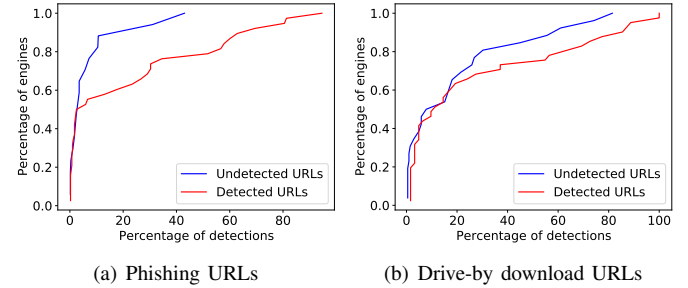 Percentage of engines
1.0
0.8
0.6
0.4
0.2
0.0
Undetected URLs
Detected URLs
0 20 40 60 80
Percentage of detections
(a) Phishing URLs
Percentage of engines
1.0
0.8
0.6
0.4
0.2
0.0
Undetected URLs
Detected URLs
0 20 40 60 80 100
Percentage of detections
(b) Drive-by download URLs